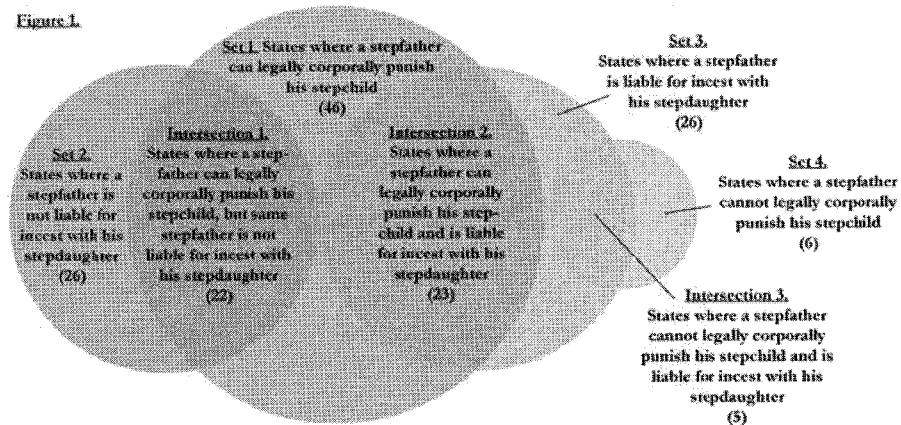 Figure 1.
Set 1. States where a stepfather
can legally corporally punish
his stepchild
(46)
Set 2.
States where a
stepfather is
not liable for
incest with his
stepdaughter
(26)
Intersection 1.
States where a step-
father can legally
corporally punish his
stepchild, but same
stepfather is not
liable for incest with
his stepdaughter
(22)
Intersection 2.
States where a
stepfather can
legally corporally
punish his step-
child and is liable
for incest with his
stepdaughter
(23)
Set 3.
States where a stepfather
is liable for incest with
his stepdaughter
(26)
Set 4.
States where a stepfather
cannot legally corporally
punish his stepchild
(6)
Intersection 3.
States where a stepfather
cannot legally corporally
punish his stepchild and is
liable for incest with his
stepdaughter
(5)